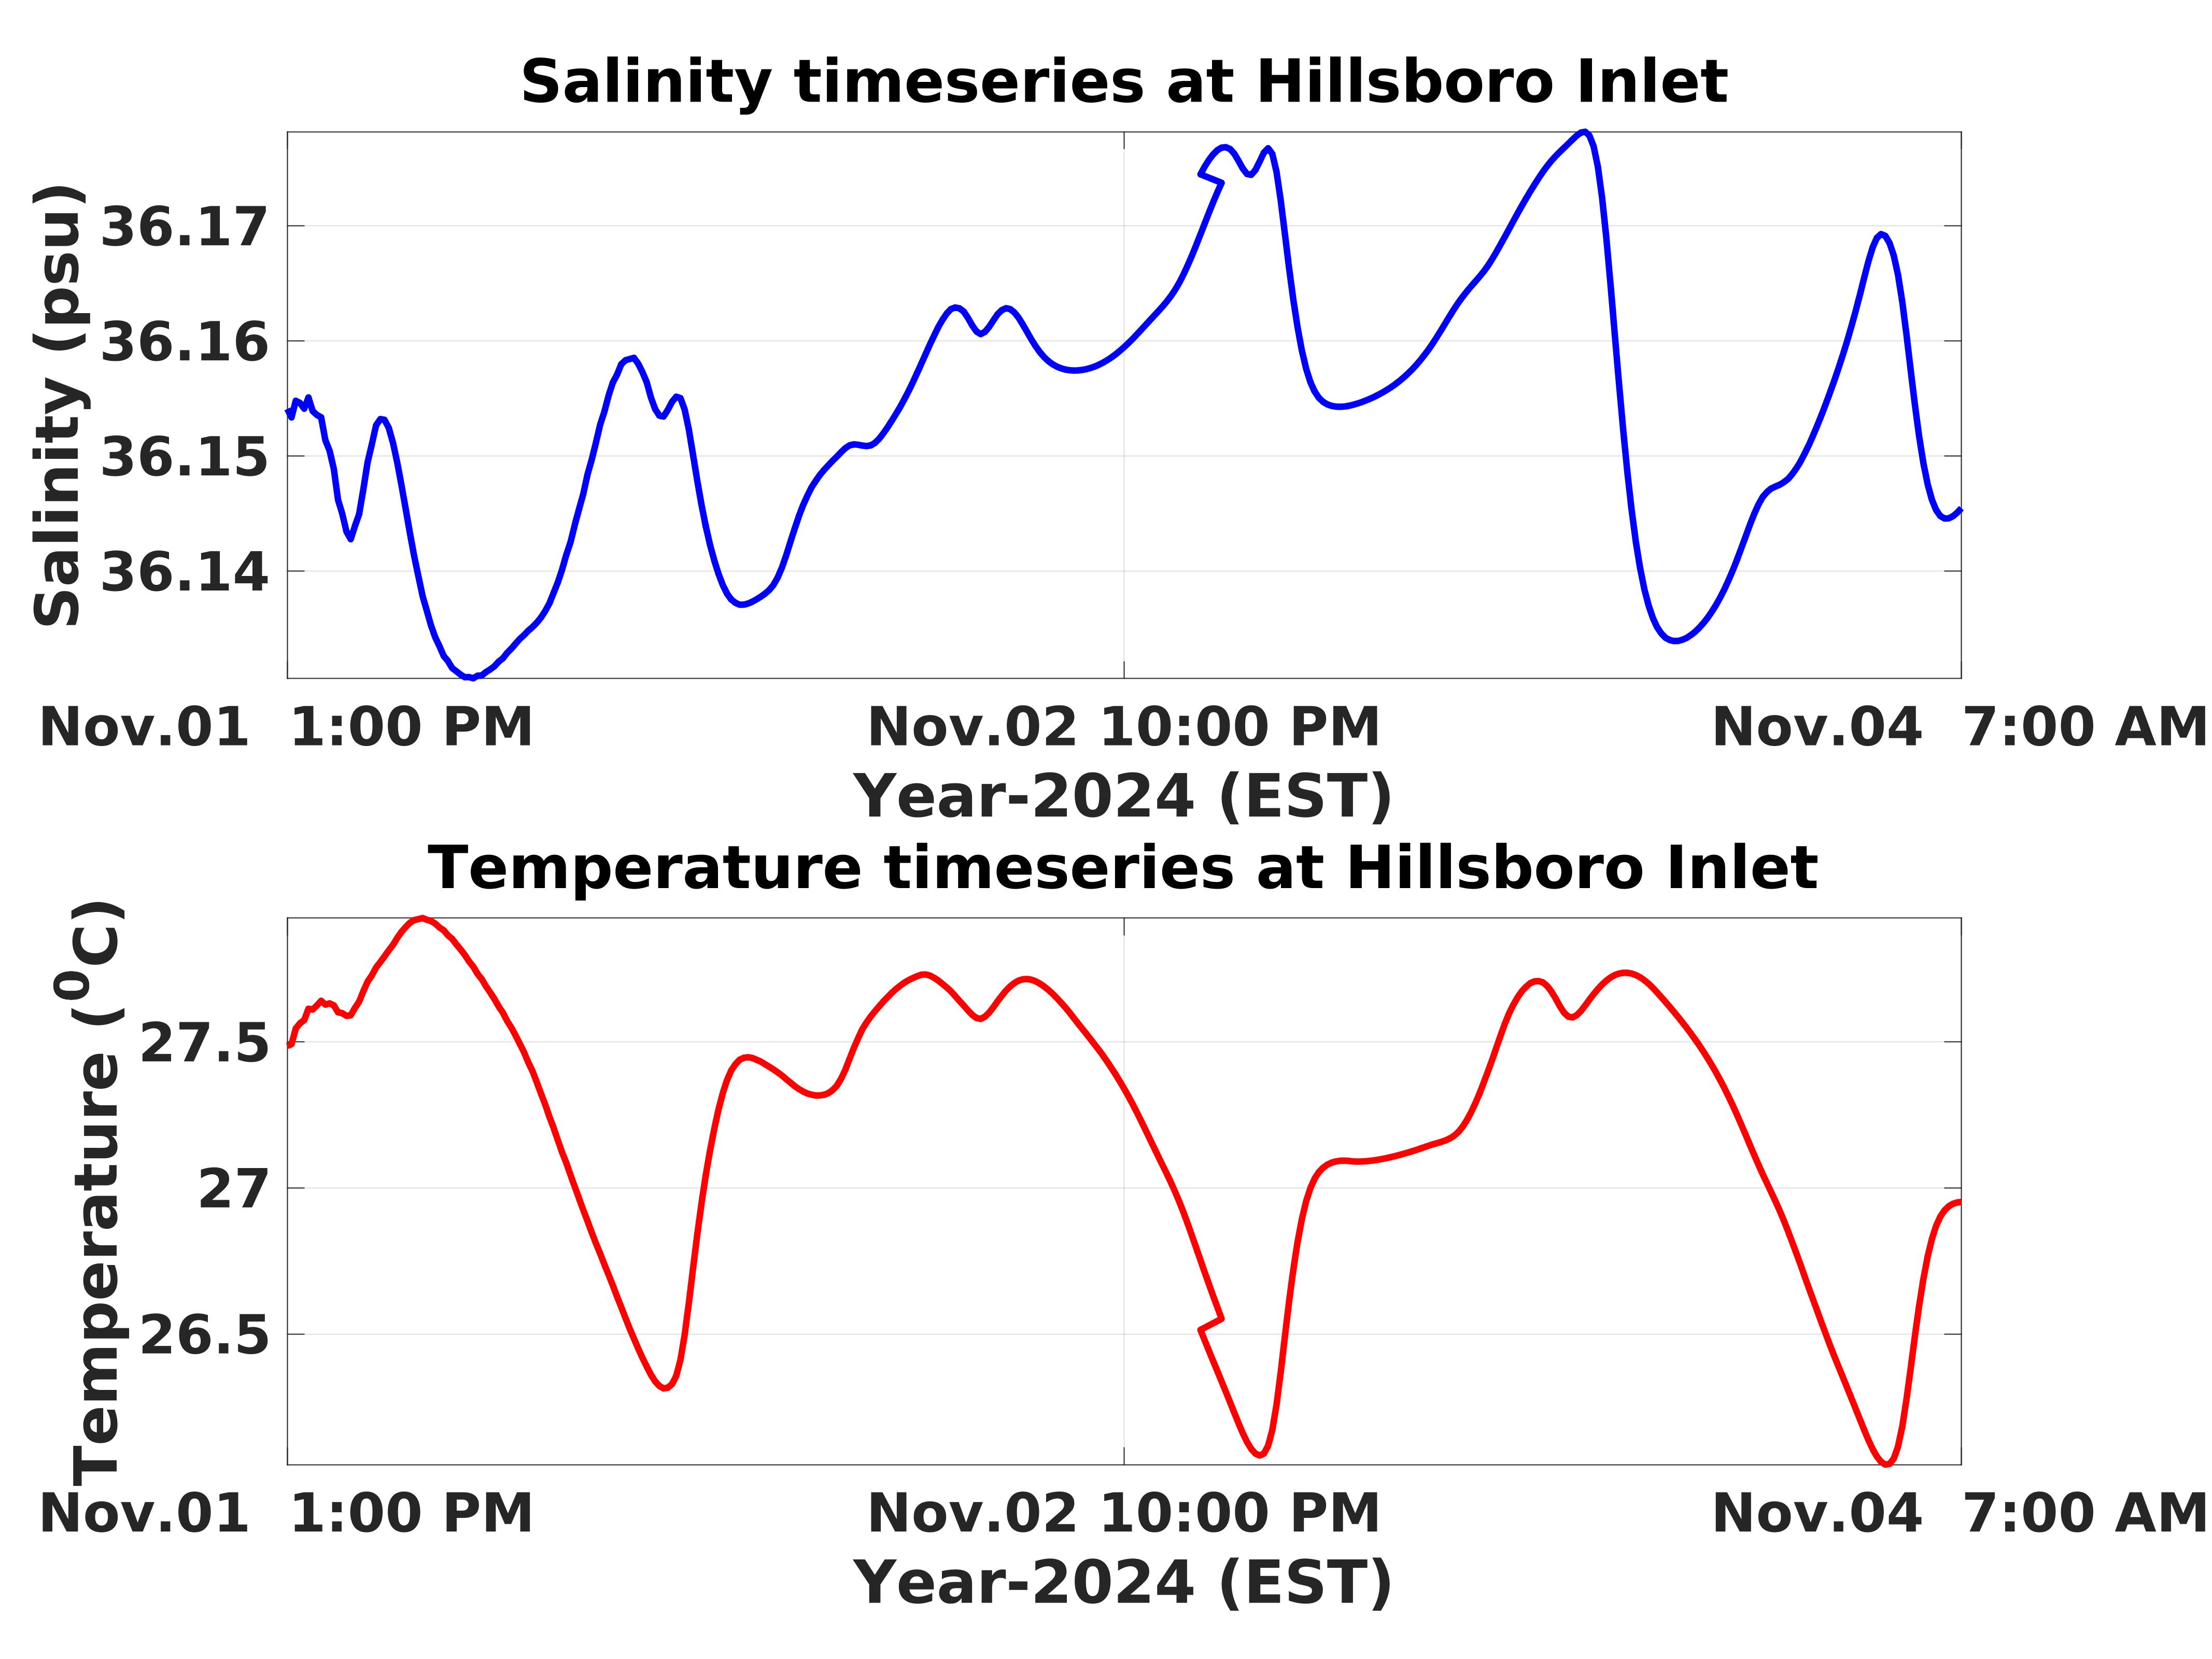 Salinity timeseries at Hillsboro Inlet
Salinity (psu)
36.17
36.16
36.15
36.14
Nov.01  1:00 PM
Nov.02 10:00 PM
Nov.04  7:00 AM
Year-2024 (EST)
Temperature timeseries at Hillsboro Inlet
Temperature (⁰C)
27.5
27
26.5
Nov.01  1:00 PM
Nov.02 10:00 PM
Nov.04  7:00 AM
Year-2024 (EST)